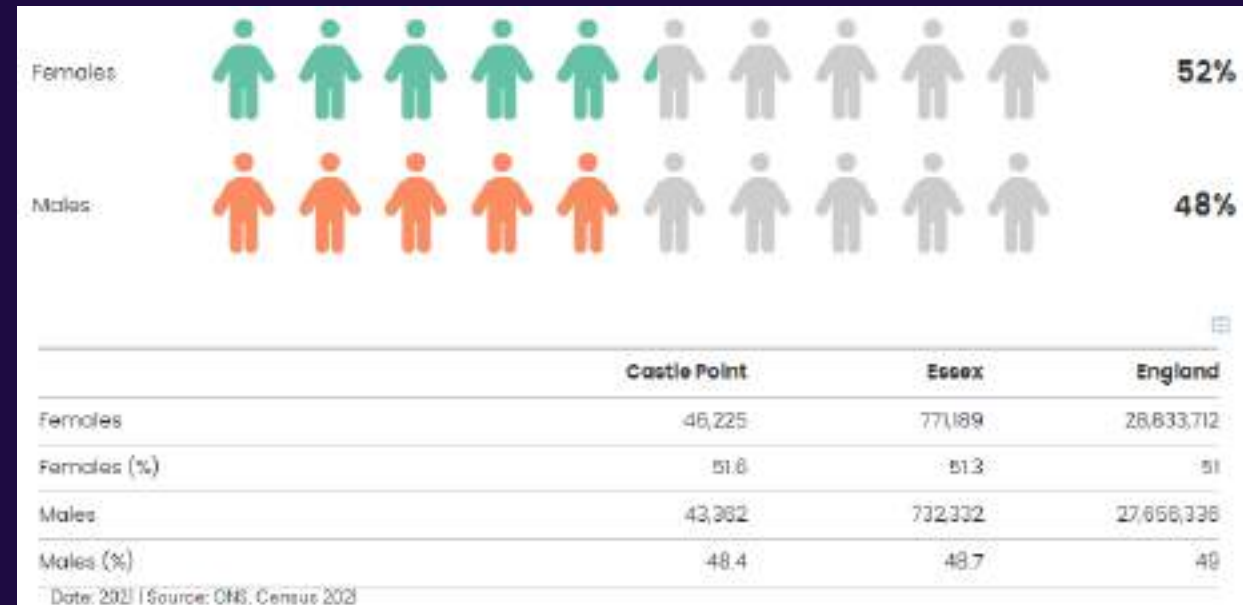 Females 52%
Males 48%
Castle Point Essex England
Females 46,225 771,189 28,833,712
Females (%) 51.6 51.3 51
Males 43,362 732,332 27,656,336
Males (%) 48.4 48.7 49
Date: 2021 | Source: ONS, Census 2021